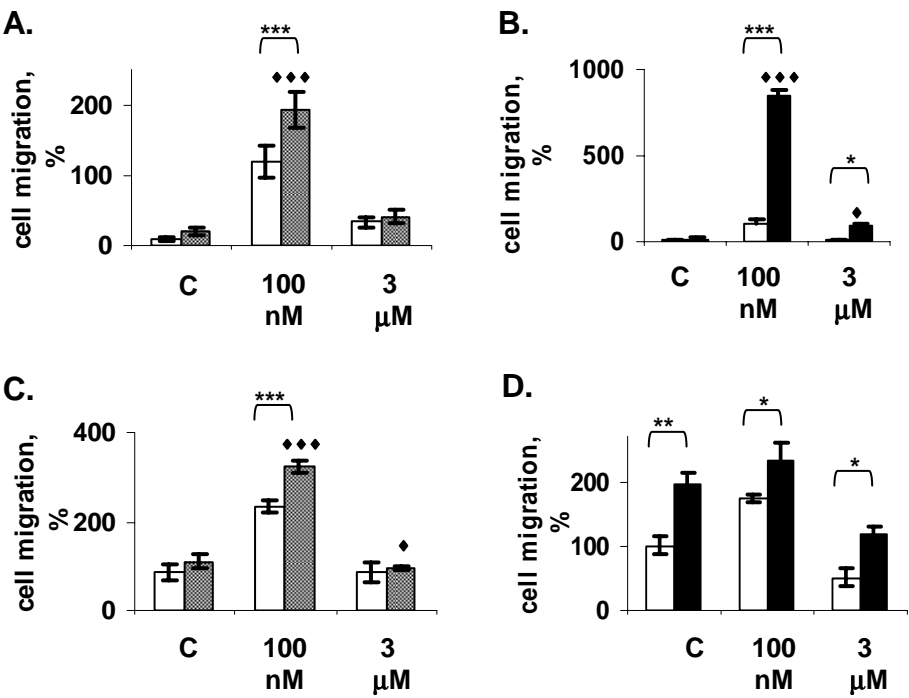 A.
***
♦♦♦
cell migration,
%
200
100
0
C
100
nM
3
μM
B.
***
♦♦♦
*
♦
cell migration,
%
1000
500
0
C
100
nM
3
μM
C.
***
♦♦♦
♦
cell migration,
%
400
200
0
C
100
nM
3
μM
D.
**
*
*
cell migration,
%
200
100
0
C
100
nM
3
μM